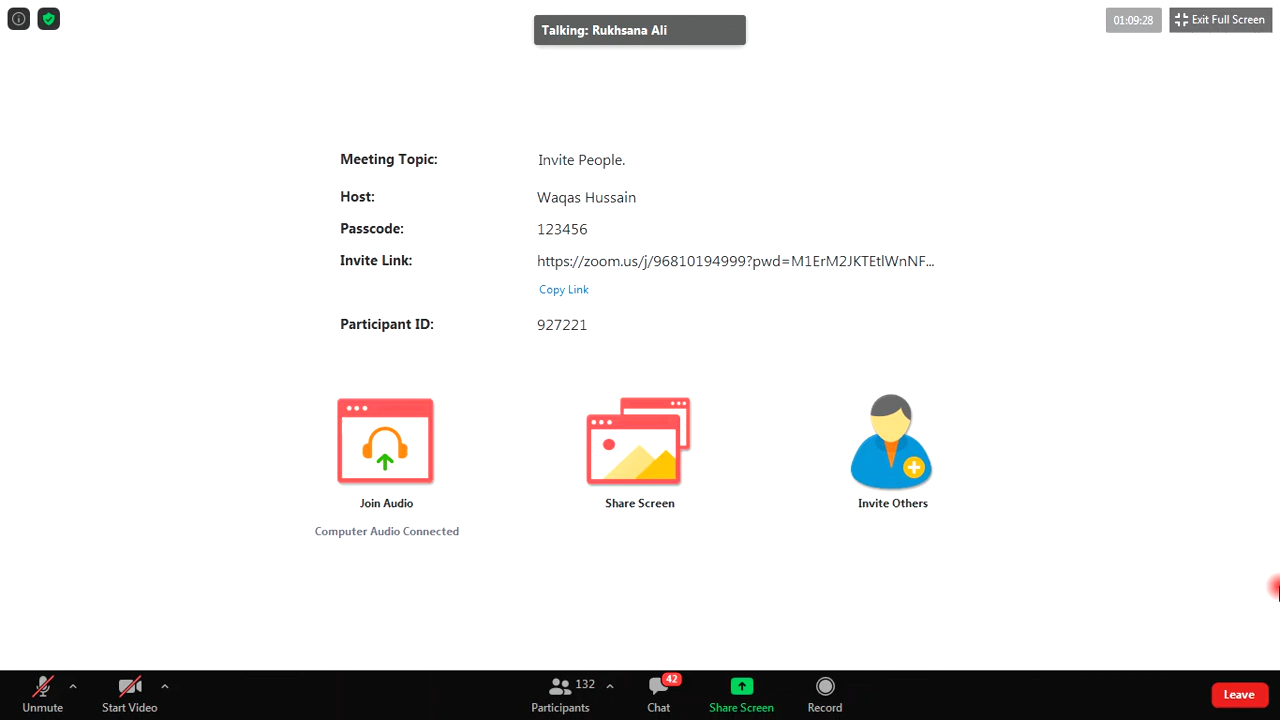 Talking: Rukhsana Ali
01:09:28
Exit Full Screen
Meeting Topic: Invite People.
Host: Waqas Hussain
Passcode: 123456
Invite Link: https://zoom.us/j/96810194999?pwd=M1ErM2JKTEtlWnNF...
Copy Link
Participant ID: 927221
Join Audio
Share Screen
Invite Others
Computer Audio Connected
132
42
Unmute
Start Video
Participants
Chat
Share Screen
Record
Leave